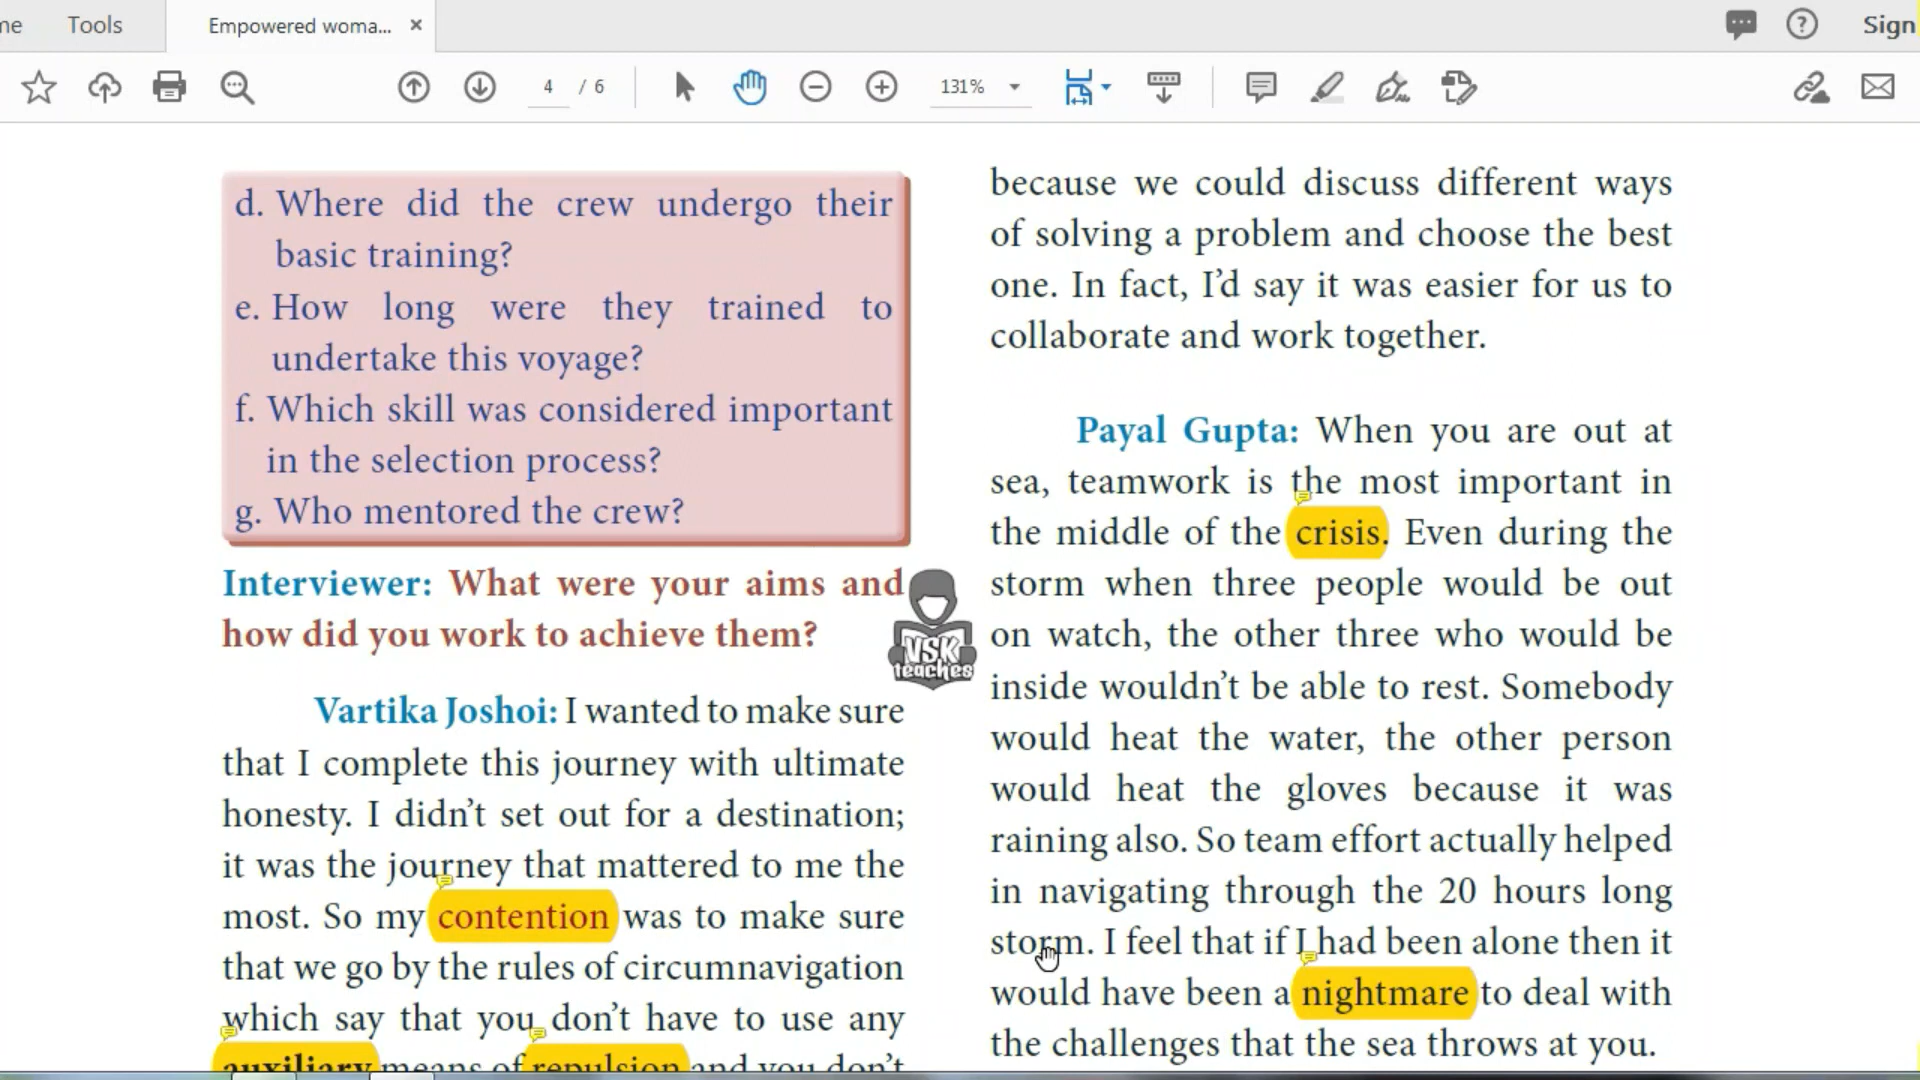 me
Tools
Empowered woma...
Sign
4 / 6
131%
d. Where did the crew undergo their
basic training?
e. How long were they trained to
undertake this voyage?
f. Which skill was considered important
in the selection process?
g. Who mentored the crew?
Interviewer: What were your aims and
how did you work to achieve them?
Vartika Joshoi: I wanted to make sure
that I complete this journey with ultimate
honesty. I didn't set out for a destination;
it was the journey that mattered to me the
most. So my contention was to make sure
that we go by the rules of circumnavigation
which say that you don't have to use any
auxiliary means of repulsion and you don't
VSK
teaches
because we could discuss different ways
of solving a problem and choose the best
one. In fact, I'd say it was easier for us to
collaborate and work together.
Payal Gupta: When you are out at
sea, teamwork is the most important in
the middle of the crisis. Even during the
storm when three people would be out
on watch, the other three who would be
inside wouldn't be able to rest. Somebody
would heat the water, the other person
would heat the gloves because it was
raining also. So team effort actually helped
in navigating through the 20 hours long
storm. I feel that if I had been alone then it
would have been a nightmare to deal with
the challenges that the sea throws at you.